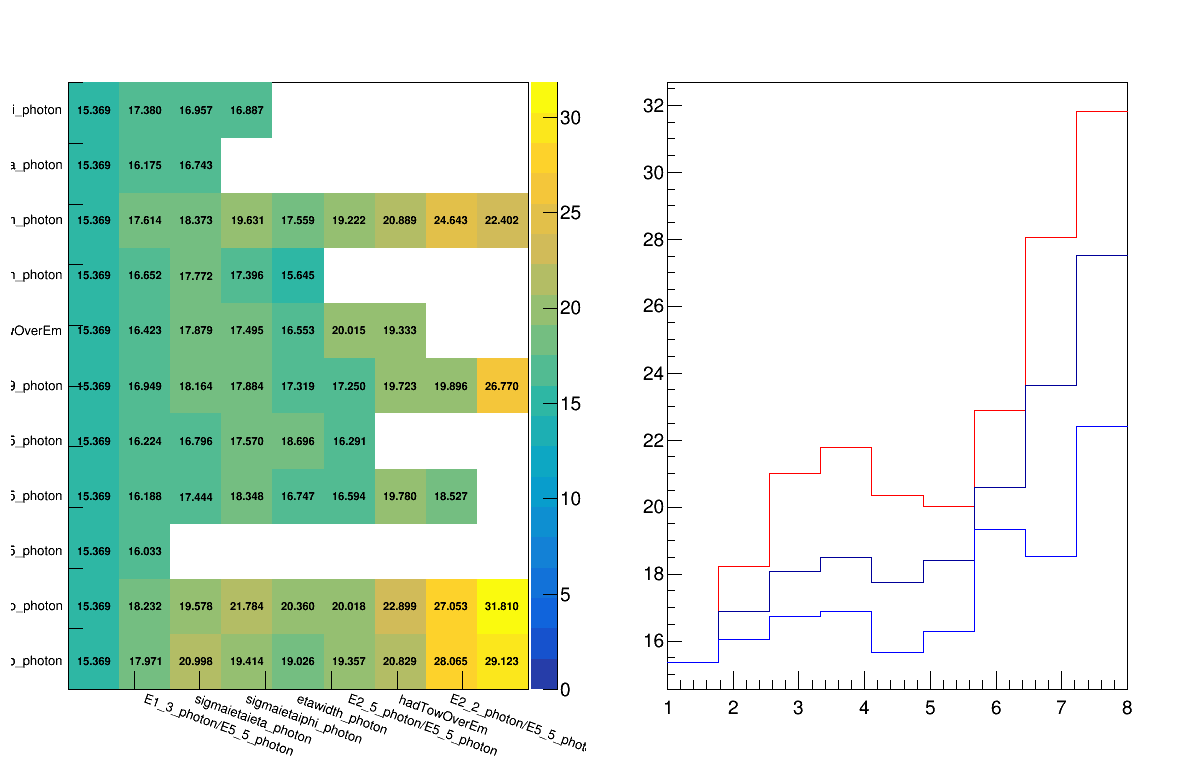 i_photon 15.369 17.380 16.957 16.887
a_photon 15.369 16.175 16.743
n_photon 15.369 17.614 18.373 19.631 17.559 19.222 20.889 24.643 22.402
n_photon 15.369 16.652 17.772 17.396 15.645
OverEm 15.369 16.423 17.879 17.495 16.553 20.015 19.333
9_photon 15.369 16.949 18.164 17.884 17.319 17.250 19.723 19.896 26.770
5_photon 15.369 16.224 16.796 17.570 18.696 16.291
5_photon 15.369 16.188 17.444 18.348 16.747 16.594 19.780 18.527
5_photon 15.369 16.033
o_photon 15.369 18.232 19.578 21.784 20.360 20.018 22.899 27.053 31.810
o_photon 15.369 17.971 20.998 19.414 19.026 19.357 20.829 28.065 29.123
E1_3_photon/E5_5_photon
sigmaietaieta_photon
sigmaietaiphi_photon
etawidth_photon
E2_5_photon/E5_5_photon
hadTowOverEm
E2_2_photon/E5_5_phot
30
25
20
15
10
5
0
32
30
28
26
24
22
20
18
16
1 2 3 4 5 6 7 8